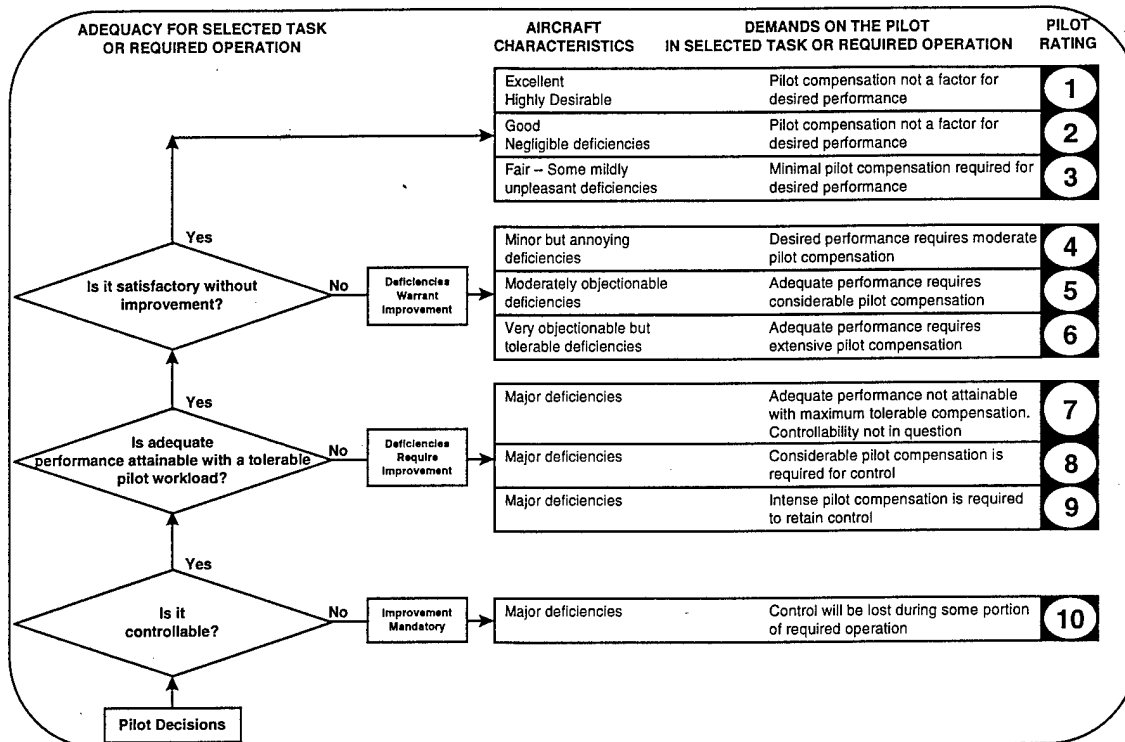 ADEQUACY FOR SELECTED TASK
OR REQUIRED OPERATION
AIRCRAFT
CHARACTERISTICS
DEMANDS ON THE PILOT
IN SELECTED TASK OR REQUIRED OPERATION
PILOT
RATING
Excellent
Highly Desirable
Pilot compensation not a factor for
desired performance
1
Good
Negligible deficiencies
Pilot compensation not a factor for
desired performance
2
Fair – Some mildly
unpleasant deficiencies
Minimal pilot compensation required for
desired performance
3
Yes
Is it satisfactory without
improvement?
No
Deficiencies
Warrant
Improvement
Minor but annoying
deficiencies
Desired performance requires moderate
pilot compensation
4
Moderately objectionable
deficiencies
Adequate performance requires
considerable pilot compensation
5
Very objectionable but
tolerable deficiencies
Adequate performance requires
extensive pilot compensation
6
Yes
Is adequate
performance attainable with a tolerable
pilot workload?
No
Deficiencies
Require
Improvement
Major deficiencies
Adequate performance not attainable
with maximum tolerable compensation.
Controllability not in question
7
Major deficiencies
Considerable pilot compensation is
required for control
8
Major deficiencies
Intense pilot compensation is required
to retain control
9
Yes
Is it
controllable?
No
Improvement
Mandatory
Major deficiencies
Control will be lost during some portion
of required operation
10
Pilot Decisions